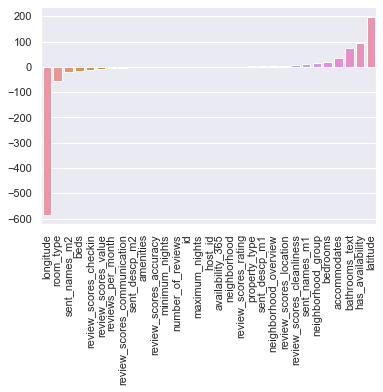 200
100
0
−100
−200
−300
−400
−500
−600
longitude
room_type
sent_names_m2
beds
review_scores_checkin
review_scores_value
reviews_per_month
review_scores_communication
sent_descp_m2
amenities
review_scores_accuracy
minimum_nights
number_of_reviews
id
maximum_nights
host_id
availability_365
neighborhood
review_scores_rating
property_type
sent_descp_m1
neighborhood_overview
review_scores_location
review_scores_cleanliness
sent_names_m1
neighborhood_group
bedrooms
accomodates
bathrooms_text
has_availability
latitude